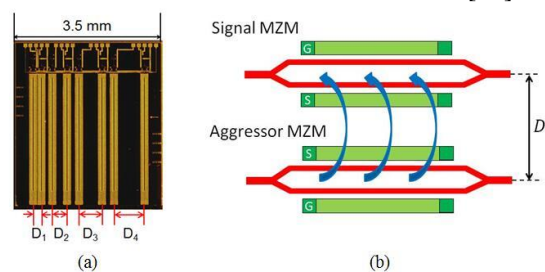 3.5 mm
D1 D2 D3 D4
(a)
Signal MZM
G
S
Aggressor MZM
S
G
D
(b)